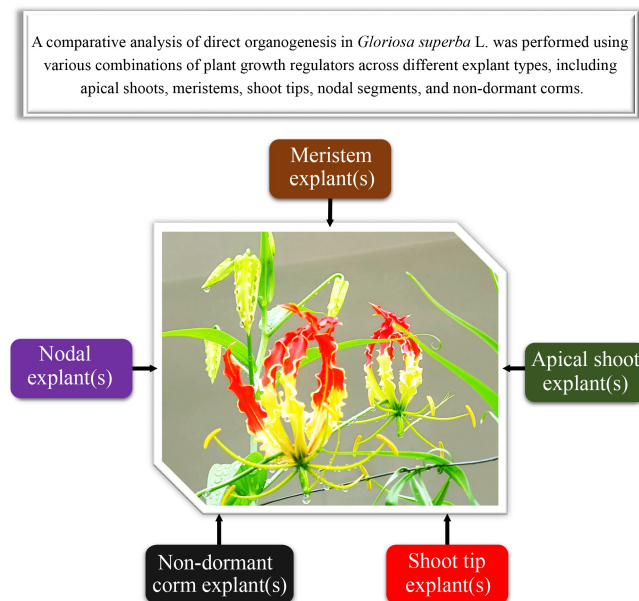 A comparative analysis of direct organogenesis in Gloriosa superba L. was performed using
various combinations of plant growth regulators across different explant types, including
apical shoots, meristems, shoot tips, nodal segments, and non-dormant corms.
Meristem
explant(s)
Nodal
explant(s)
Apical shoot
explant(s)
Non-dormant
corm explant(s)
Shoot tip
explant(s)